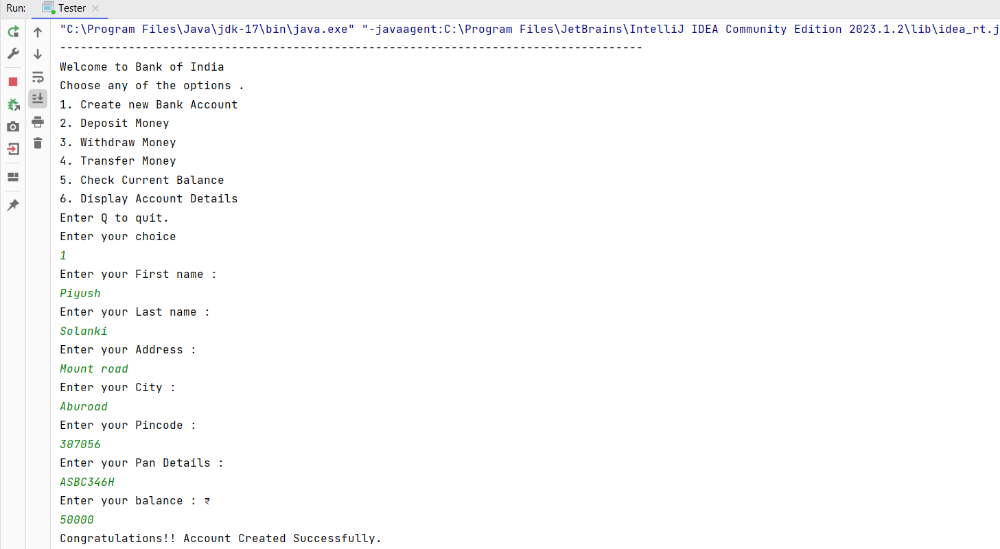 Run: Tester
"C:\Program Files\Java\jdk-17\bin\java.exe" "-javaagent:C:\Program Files\JetBrains\IntelliJ IDEA Community Edition 2023.1.2\lib\idea_rt.j
-------------------------------------------------------------------------------------
Welcome to Bank of India
Choose any of the options .
1. Create new Bank Account
2. Deposit Money
3. Withdraw Money
4. Transfer Money
5. Check Current Balance
6. Display Account Details
Enter Q to quit.
Enter your choice
1
Enter your First name :
Piyush
Enter your Last name :
Solanki
Enter your Address :
Mount road
Enter your City :
Aburoad
Enter your Pincode :
307056
Enter your Pan Details :
ASBC346H
Enter your balance : ₹
50000
Congratulations!! Account Created Successfully.